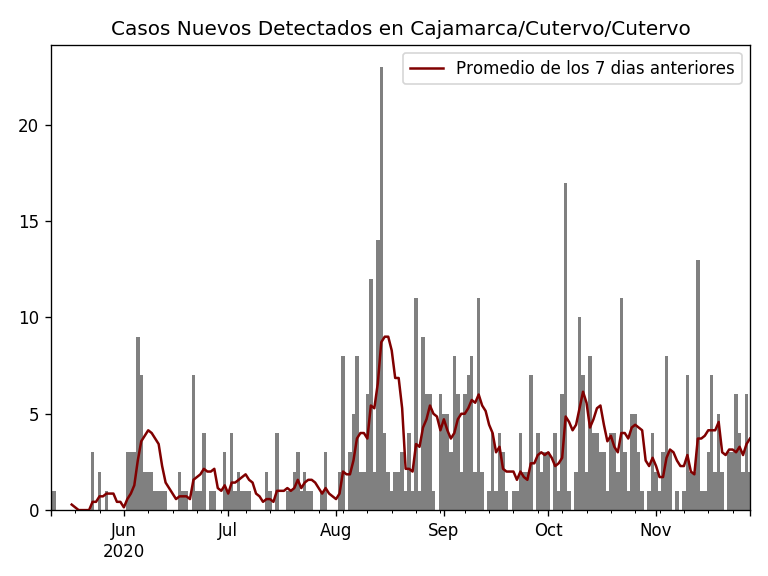 Casos Nuevos Detectados en Cajamarca/Cutervo/Cutervo
Promedio de los 7 dias anteriores
20
15
10
5
0
Jun Jul Aug Sep Oct Nov
2020